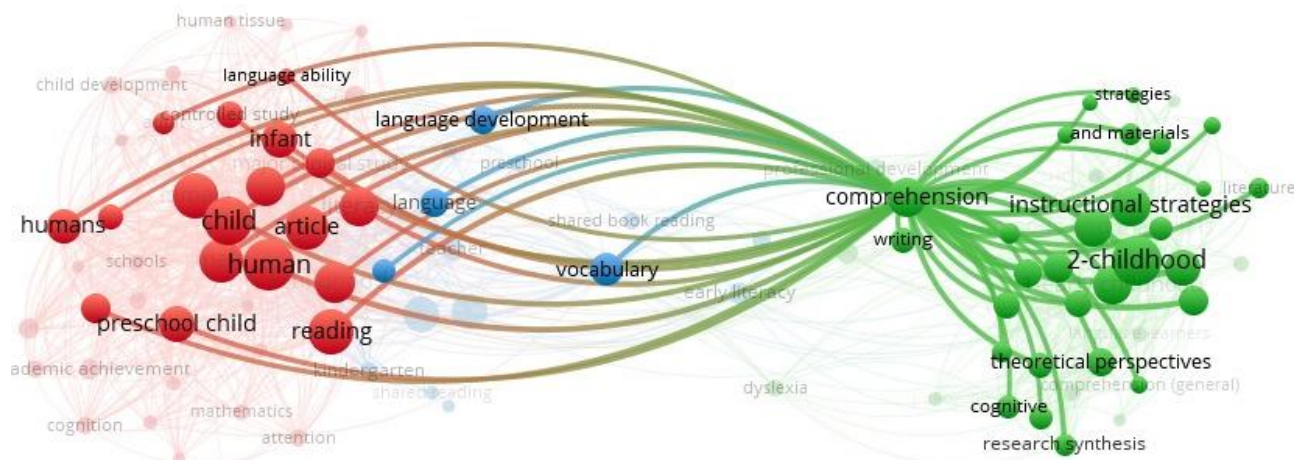 human tissue
language ability
child development
strategies
controlled study
language development
and materials
infant
preschool
professional development
literature
comprehension
language
instructional strategies
child
article
shared book reading
humans
writing
teacher
schools
human
vocabulary
2-childhood
early literacy
preschool child
reading
theoretical perspectives
ademic achievement
kindergarten
comprehension (general)
shared reading
dyslexia
mathematics
cognitive
cognition
attention
research synthesis